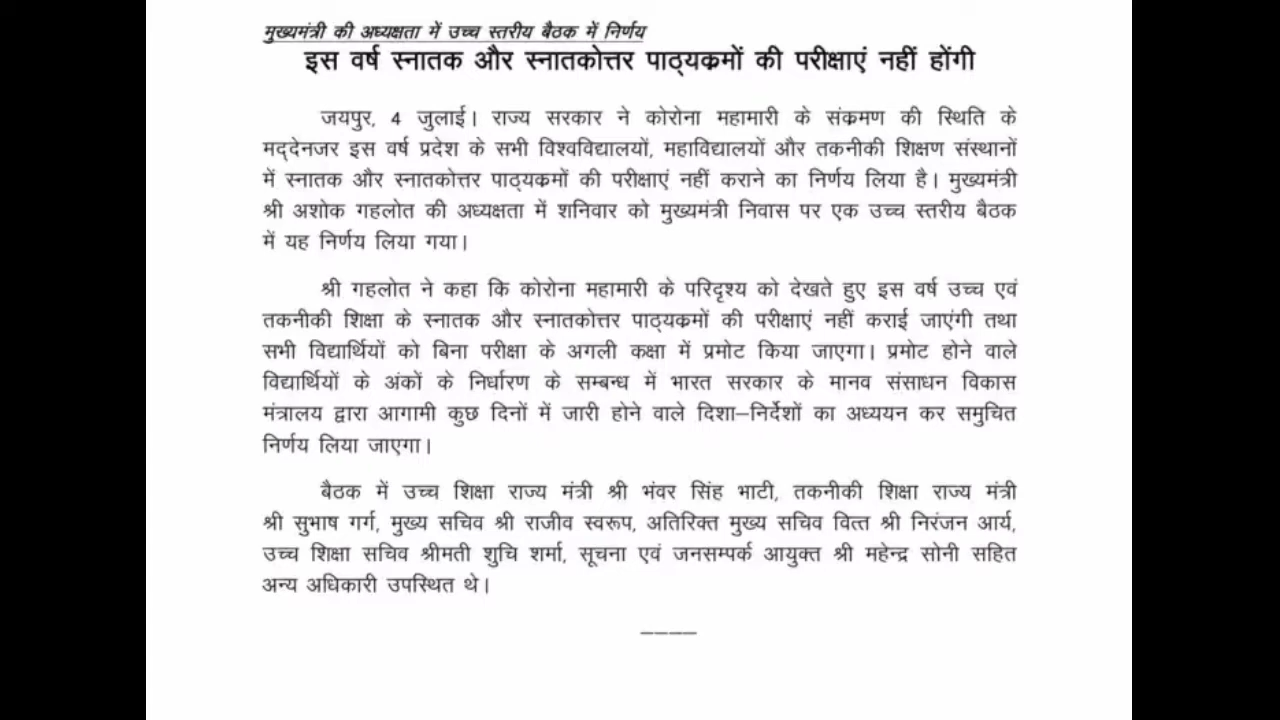 मुख्यमंत्री की अध्यक्षता में उच्च स्तरीय बैठक में निर्णय
इस वर्ष स्नातक और स्नातकोत्तर पाठ्यक्रमों की परीक्षाएं नहीं होंगी
जयपुर, 4 जुलाई। राज्य सरकार ने कोरोना महामारी के संक्रमण की स्थिति के
मद्देनजर इस वर्ष प्रदेश के सभी विश्वविद्यालयों, महाविद्यालयों और तकनीकी शिक्षण संस्थानों
में स्नातक और स्नातकोत्तर पाठ्यक्रमों की परीक्षाएं नहीं कराने का निर्णय लिया है। मुख्यमंत्री
श्री अशोक गहलोत की अध्यक्षता में शनिवार को मुख्यमंत्री निवास पर एक उच्च स्तरीय बैठक
में यह निर्णय लिया गया।
श्री गहलोत ने कहा कि कोरोना महामारी के परिदृश्य को देखते हुए इस वर्ष उच्च एवं
तकनीकी शिक्षा के स्नातक और स्नातकोत्तर पाठ्यक्रमों की परीक्षाएं नहीं कराई जाएंगी तथा
सभी विद्यार्थियों को बिना परीक्षा के अगली कक्षा में प्रमोट किया जाएगा। प्रमोट होने वाले
विद्यार्थियों के अंकों के निर्धारण के सम्बन्ध में भारत सरकार के मानव संसाधन विकास
मंत्रालय द्वारा आगामी कुछ दिनों में जारी होने वाले दिशा–निर्देशों का अध्ययन कर समुचित
निर्णय लिया जाएगा।
बैठक में उच्च शिक्षा राज्य मंत्री श्री भंवर सिंह भाटी, तकनीकी शिक्षा राज्य मंत्री
श्री सुभाष गर्ग, मुख्य सचिव श्री राजीव स्वरूप, अतिरिक्त मुख्य सचिव वित्त श्री निरंजन आर्य,
उच्च शिक्षा सचिव श्रीमती शुचि शर्मा, सूचना एवं जनसम्पर्क आयुक्त श्री महेन्द्र सोनी सहित
अन्य अधिकारी उपस्थित थे।
––––